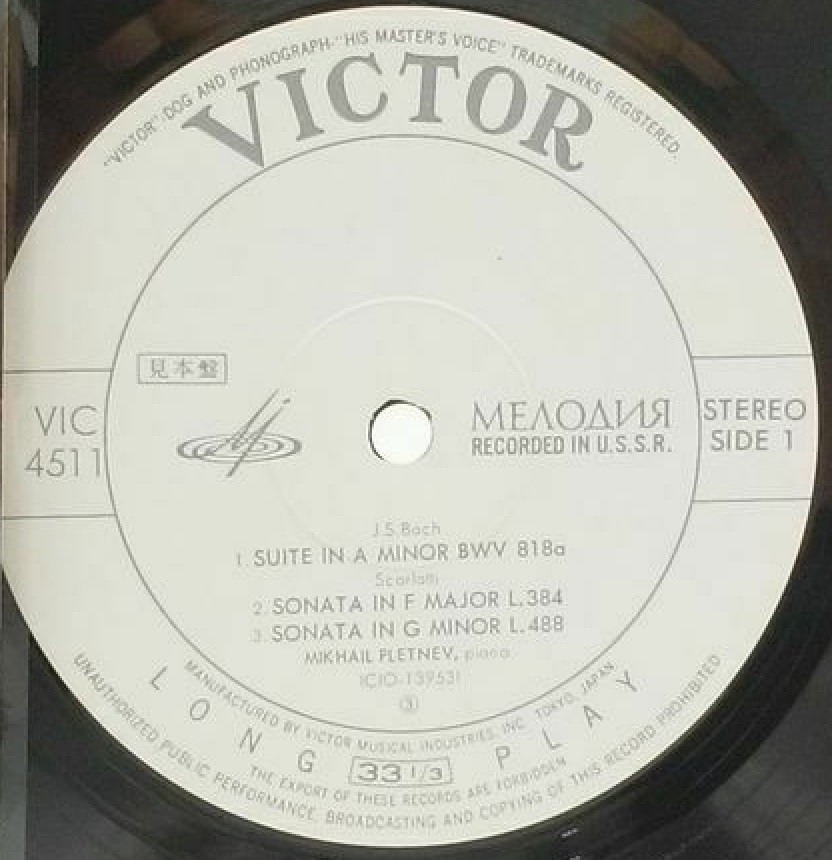 "VICTOR"-DOG AND PHONOGRAPH-"HIS MASTER'S VOICE" TRADEMARKS REGISTERED.
VICTOR
見本盤
VIC
4511
МЕЛОДИЯ
RECORDED IN U.S.S.R.
STEREO
SIDE 1
J.S.Bach
1. SUITE IN A MINOR BWV 818a
Scarlatti
2. SONATA IN F MAJOR L.384
3. SONATA IN G MINOR L.488
MIKHAIL PLETNEV, piano
(C10-13953)
③
MANUFACTURED BY VICTOR MUSICAL INDUSTRIES, INC. TOKYO, JAPAN
LONG PLAY
33 1/3
THE EXPORT OF THESE RECORDS ARE FORBIDDEN
UNAUTHORIZED PUBLIC PERFORMANCE, BROADCASTING AND COPYING OF THIS RECORD PROHIBITED